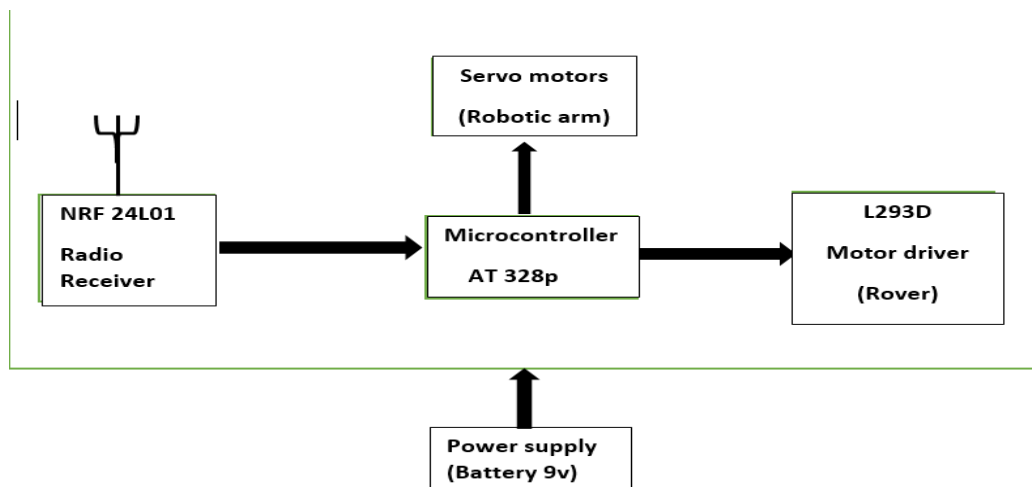 Servo motors
(Robotic arm)
NRF 24L01
Radio
Receiver
Microcontroller
AT 328p
L293D
Motor driver
(Rover)
Power supply
(Battery 9v)